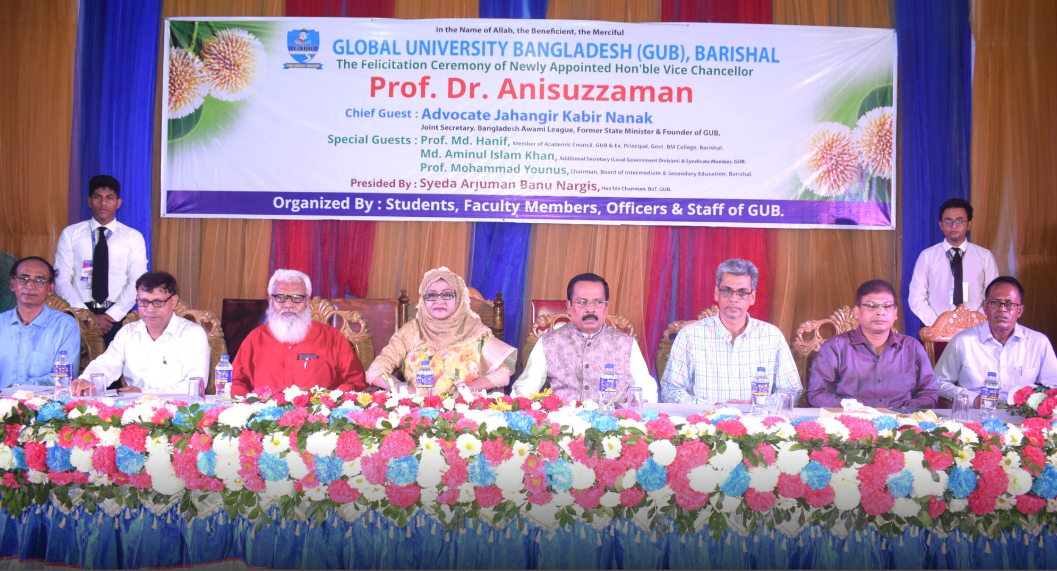 In the Name of Allah, the Beneficient, the Merciful
GLOBAL UNIVERSITY BANGLADESH (GUB), BARISHAL
The Felicitation Ceremony of Newly Appointed Hon'ble Vice Chancellor
Prof. Dr. Anisuzzaman
Chief Guest : Advocate Jahangir Kabir Nanak
Joint Secretary, Bangladesh Awami League, Former State Minister & Founder of GUB.
Special Guests : Prof. Md. Hanif, Member of Academic Council, GUB & Ex. Principal, Govt. BM College, Barishal.
Md. Aminul Islam Khan, Additional Secretary (Local Government Division) & Syndicate Member, GUB.
Prof. Mohammad Younus, Chairman, Board of Intermediate & Secondary Education, Barishal.
Presided By : Syeda Arjuman Banu Nargis, Hon'ble Chairman, BoT, GUB.
Organized By : Students, Faculty Members, Officers & Staff of GUB.